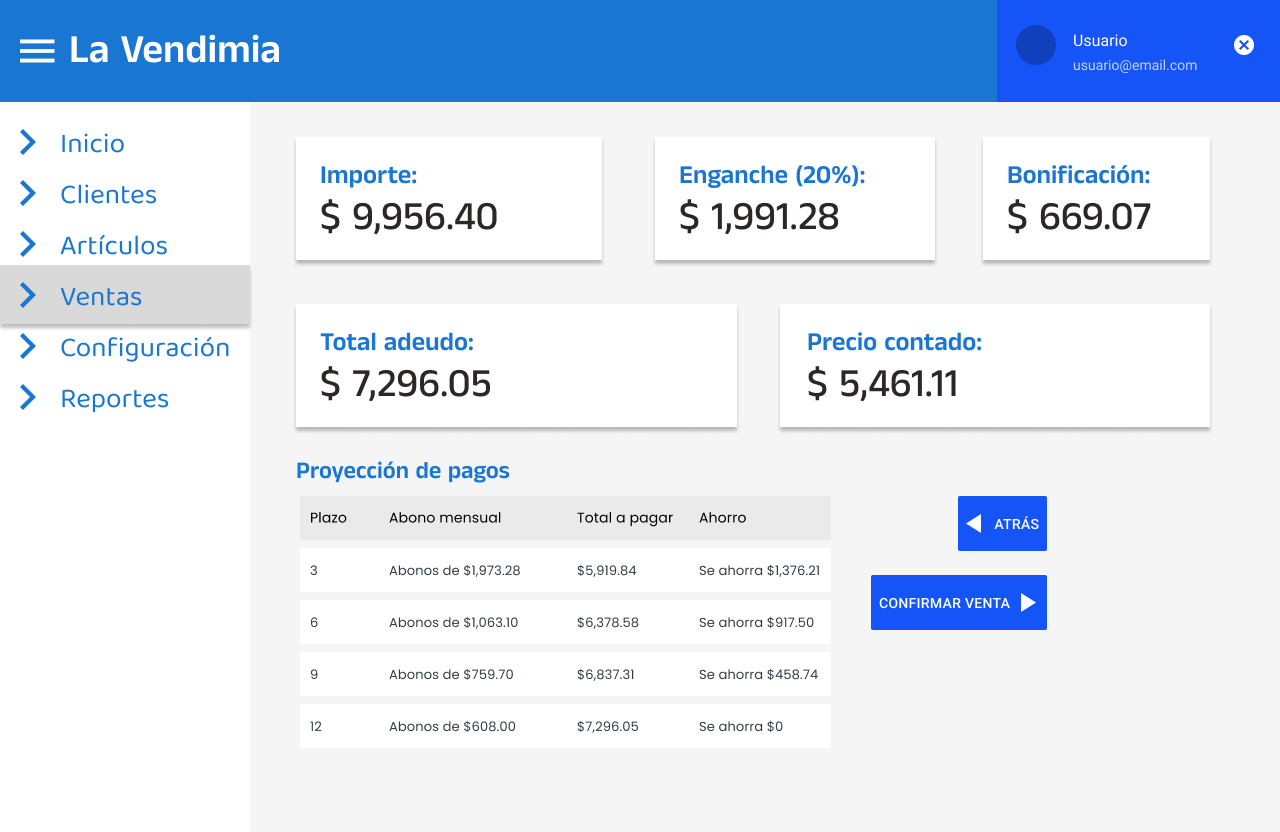 La Vendimia
Usuario
usuario@email.com
Inicio
Clientes
Artículos
Ventas
Configuración
Reportes
Importe:
$ 9,956.40
Enganche (20%):
$ 1,991.28
Bonificación:
$ 669.07
Total adeudo:
$ 7,296.05
Precio contado:
$ 5,461.11
Proyección de pagos
Plazo Abono mensual Total a pagar Ahorro
3 Abonos de $1,973.28 $5,919.84 Se ahorra $1,376.21
6 Abonos de $1,063.10 $6,378.58 Se ahorra $917.50
9 Abonos de $759.70 $6,837.31 Se ahorra $458.74
12 Abonos de $608.00 $7,296.05 Se ahorra $0
ATRÁS
CONFIRMAR VENTA